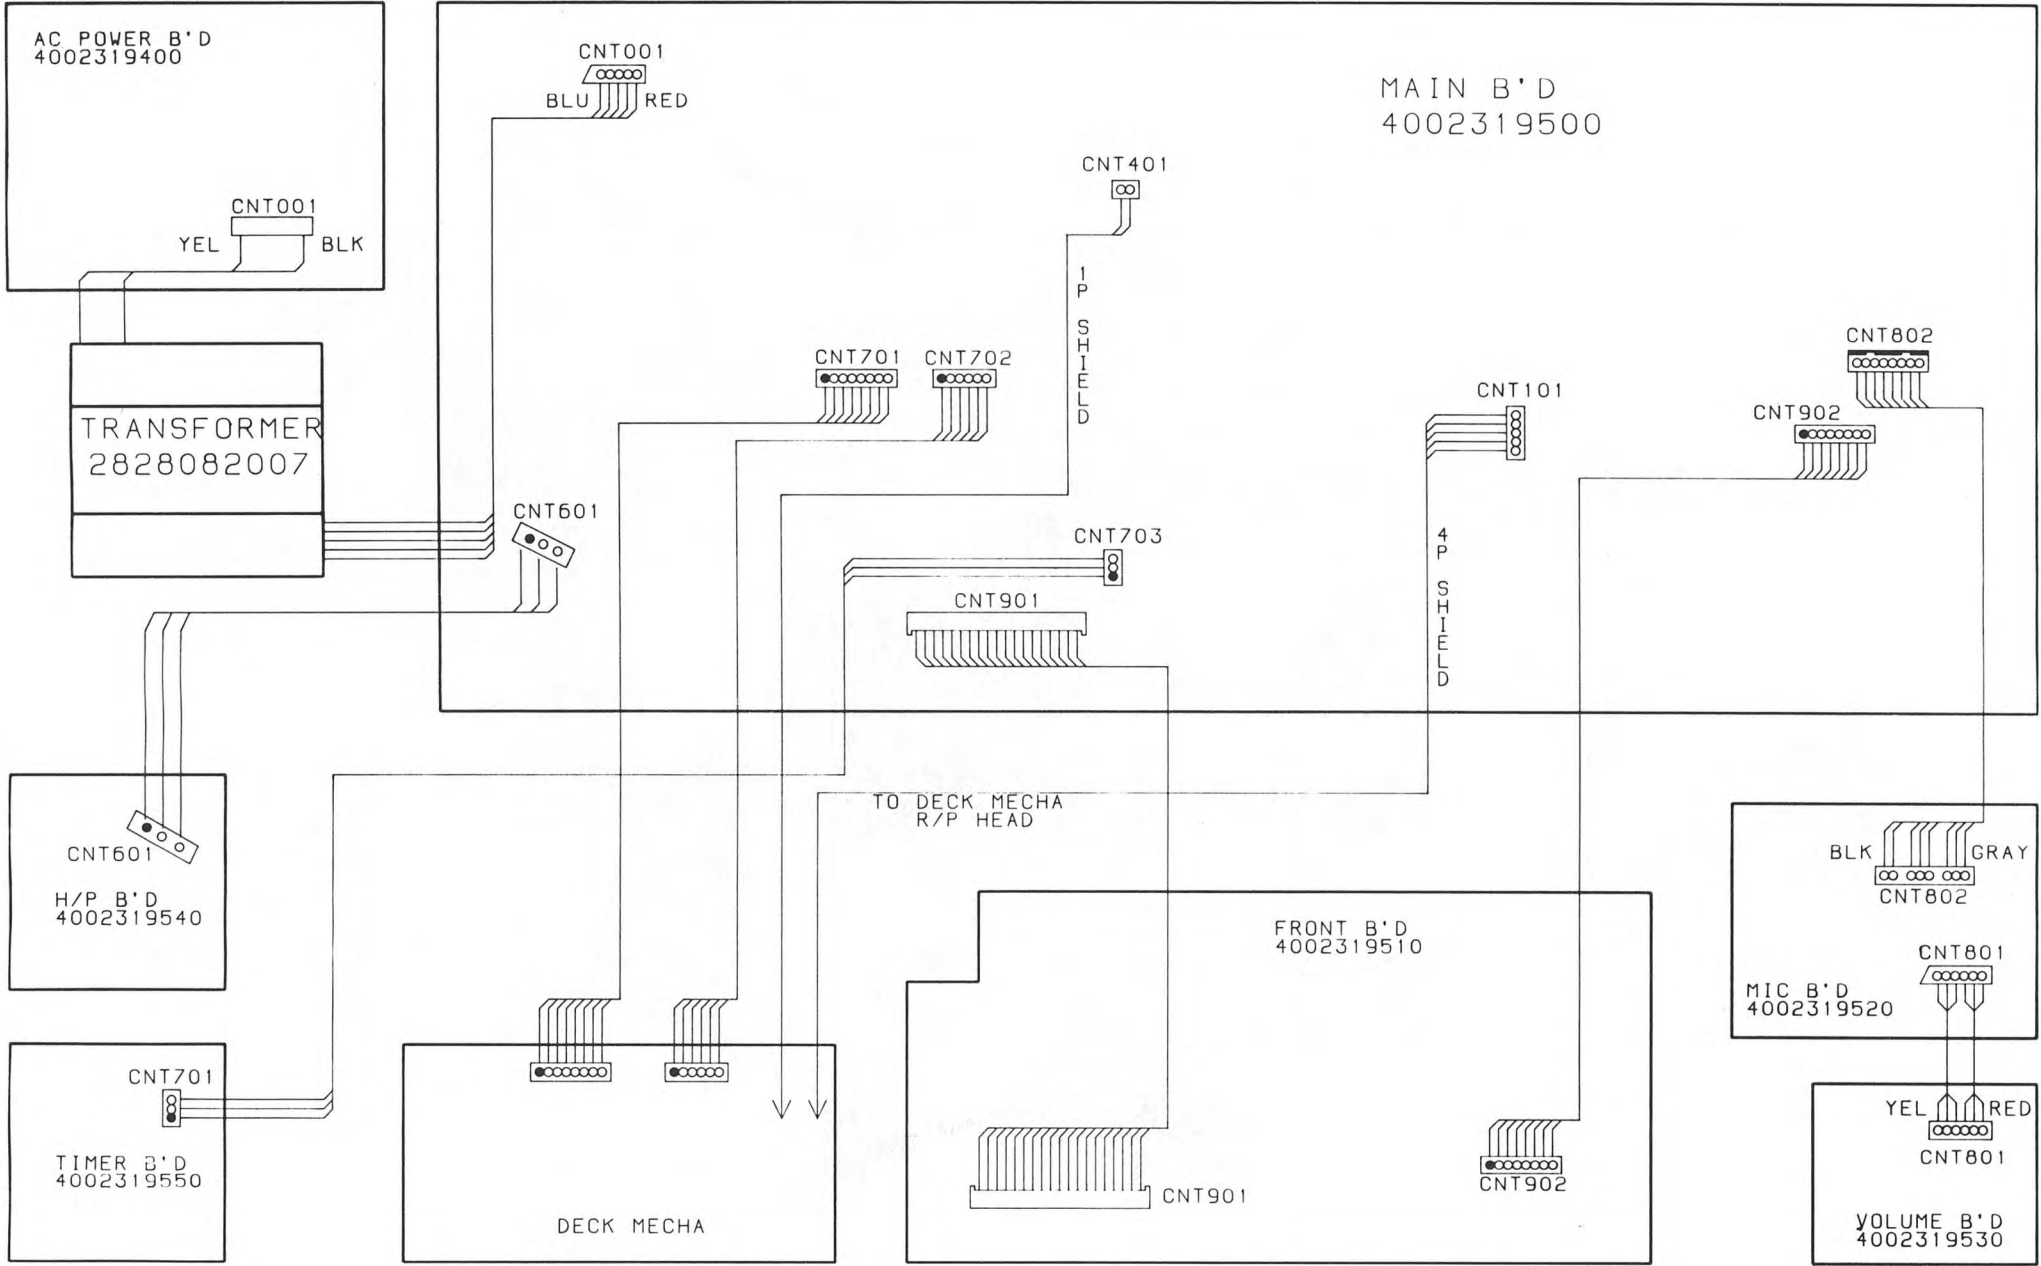 AC POWER B'D
4002319400
CNT001
YEL
BLK
TRANSFORMER
2828082007
CNT001
BLU
RED
MAIN B'D
4002319500
CNT401
1P SHIELD
CNT701
CNT702
CNT802
CNT101
CNT902
CNT601
CNT703
4P SHIELD
CNT901
TO DECK MECHA
R/P HEAD
CNT601
H/P B'D
4002319540
CNT701
TIMER B'D
4002319550
DECK MECHA
FRONT B'D
4002319510
CNT901
CNT902
BLK
GRAY
CNT802
CNT801
MIC B'D
4002319520
YEL
RED
CNT801
VOLUME B'D
4002319530